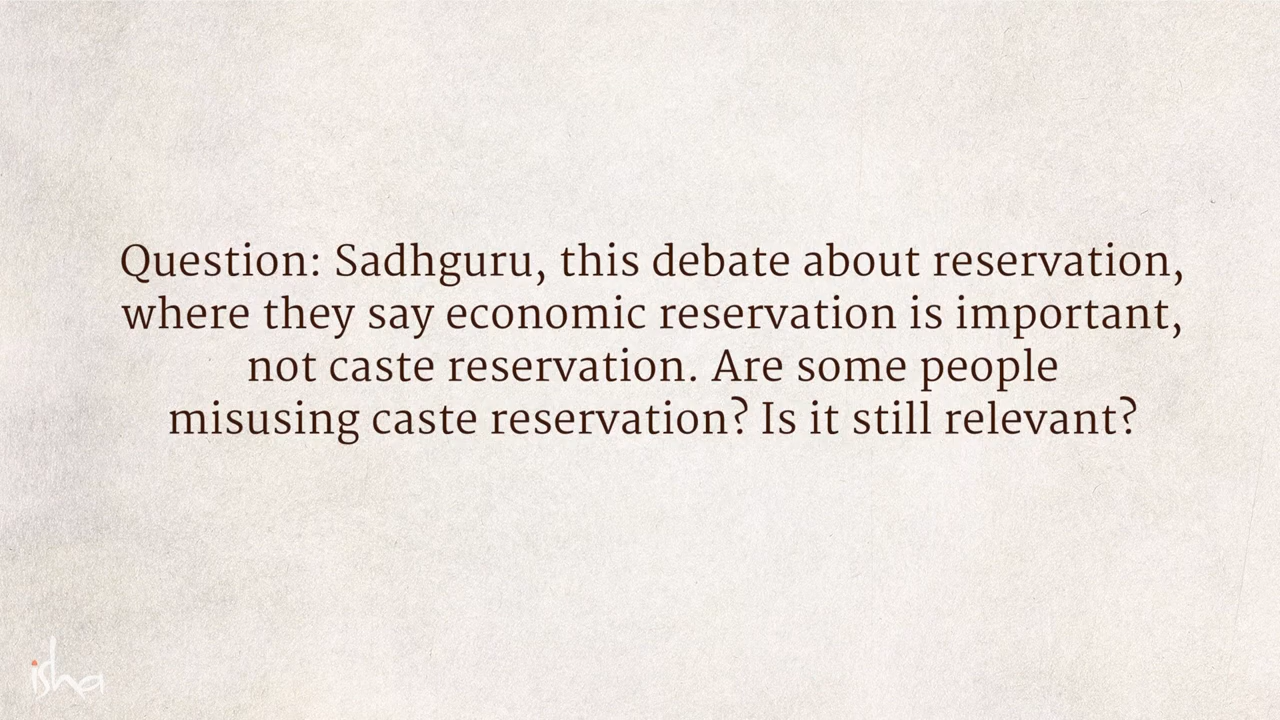 Question: Sadhguru, this debate about reservation,
where they say economic reservation is important,
not caste reservation. Are some people
misusing caste reservation? Is it still relevant?
isha